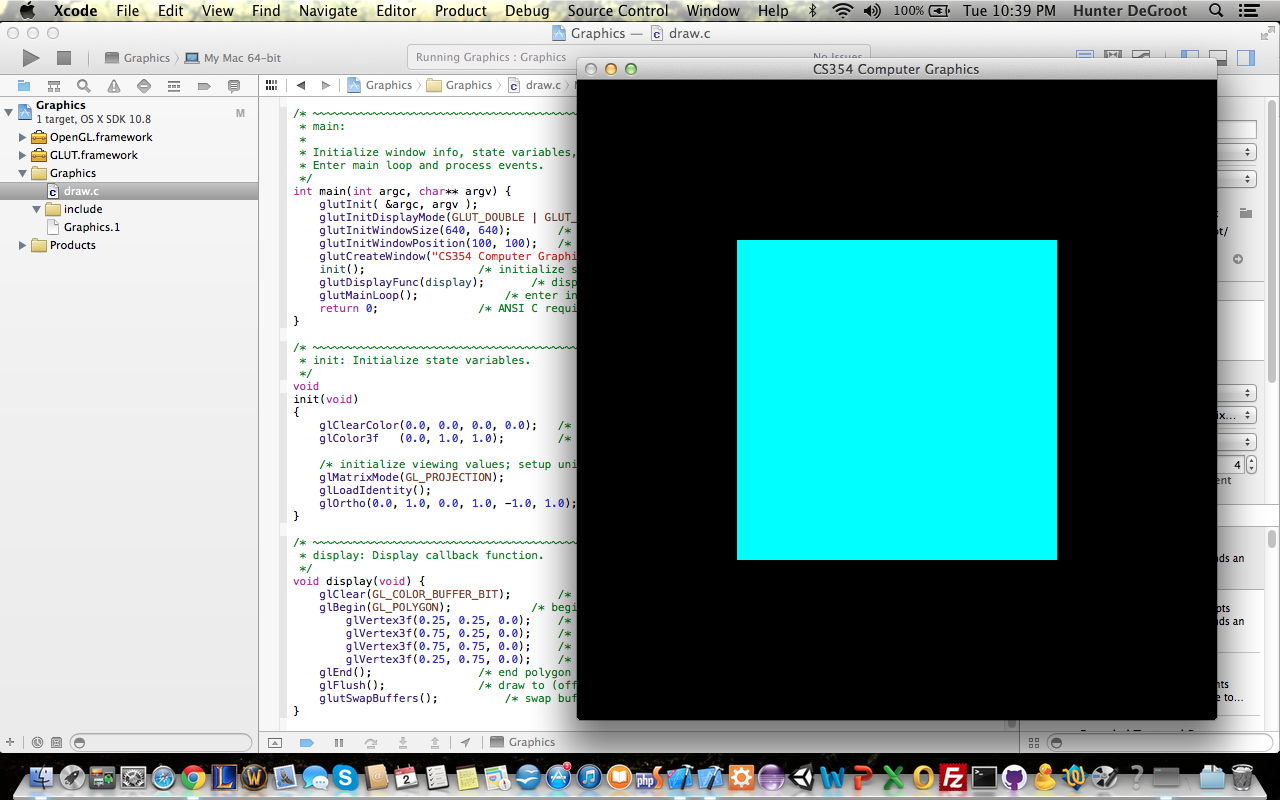 Xcode File Edit View Find Navigate Editor Product Debug Source Control Window Help 100% Tue 10:39 PM Hunter DeGroot
Graphics — draw.c
Graphics My Mac 64-bit
Running Graphics : Graphics
No Issues
CS354 Computer Graphics
Graphics Graphics draw.c
Graphics
1 target, OS X SDK 10.8
M
OpenGL.framework
GLUT.framework
Graphics
draw.c
include
Graphics.1
Products
/* ~~~~~~~~~~~~~~~~~~~~~~~~~~~~~~~~~~~~~~~~
* main:
*
* Initialize window info, state variables,
* Enter main loop and process events.
*/
int main(int argc, char** argv) {
glutInit( &argc, argv );
glutInitDisplayMode(GLUT_DOUBLE | GLUT_
glutInitWindowSize(640, 640); /*
glutInitWindowPosition(100, 100); /*
glutCreateWindow("CS354 Computer Graphi
init(); /* initialize s
glutDisplayFunc(display); /* disp
glutMainLoop(); /* enter in
return 0; /* ANSI C requi
}
/* ~~~~~~~~~~~~~~~~~~~~~~~~~~~~~~~~~~~~~~~~
* init: Initialize state variables.
*/
void
init(void)
{
glClearColor(0.0, 0.0, 0.0, 0.0); /*
glColor3f (0.0, 1.0, 1.0); /*
/* initialize viewing values; setup uni
glMatrixMode(GL_PROJECTION);
glLoadIdentity();
glOrtho(0.0, 1.0, 0.0, 1.0, -1.0, 1.0);
}
/* ~~~~~~~~~~~~~~~~~~~~~~~~~~~~~~~~~~~~~~~~
* display: Display callback function.
*/
void display(void) {
glClear(GL_COLOR_BUFFER_BIT); /*
glBegin(GL_POLYGON); /* begi
glVertex3f(0.25, 0.25, 0.0); /*
glVertex3f(0.75, 0.25, 0.0); /*
glVertex3f(0.75, 0.75, 0.0); /*
glVertex3f(0.25, 0.75, 0.0); /*
glEnd(); /* end polygon
glFlush(); /* draw to (off
glutSwapBuffers(); /* swap buf
}
ot/
ix...
4
ent
ds an
pts
ds an
nts
e to...
Graphics
2
php